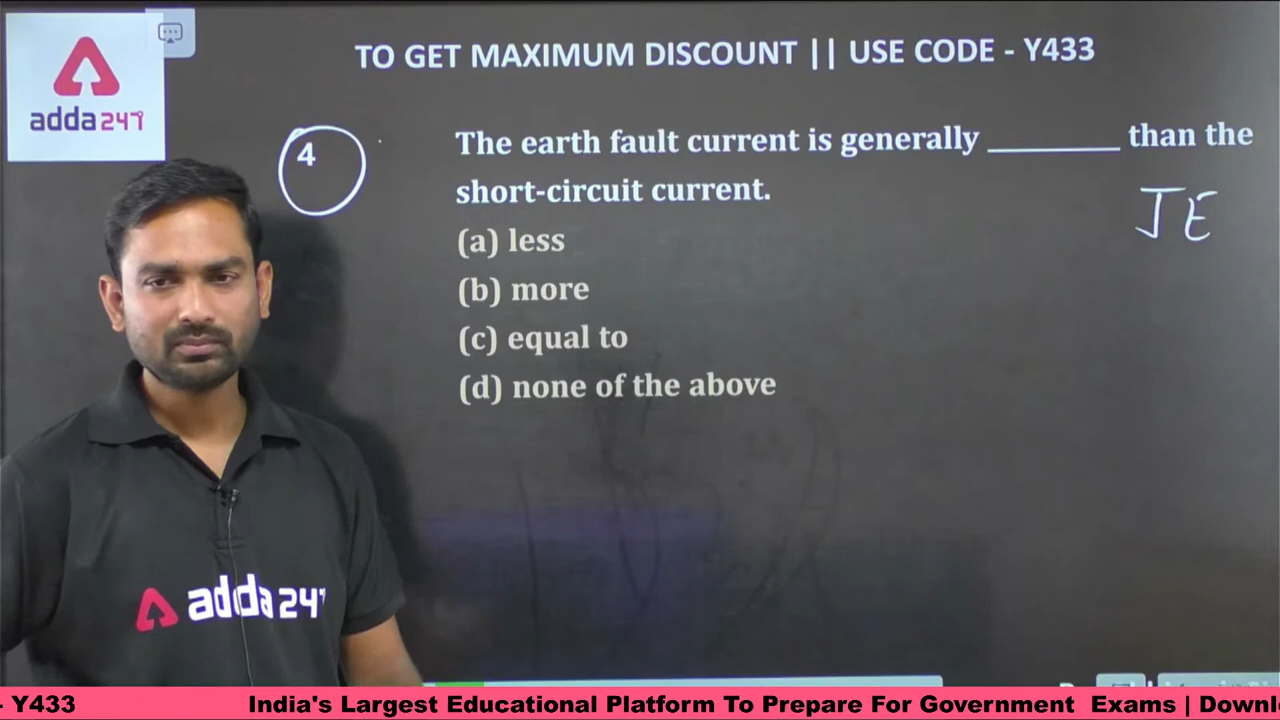 adda247
TO GET MAXIMUM DISCOUNT || USE CODE - Y433
4
The earth fault current is generally ________ than the
short-circuit current.
JE
(a) less
(b) more
(c) equal to
(d) none of the above
adda247
- Y433 India's Largest Educational Platform To Prepare For Government Exams | Downl